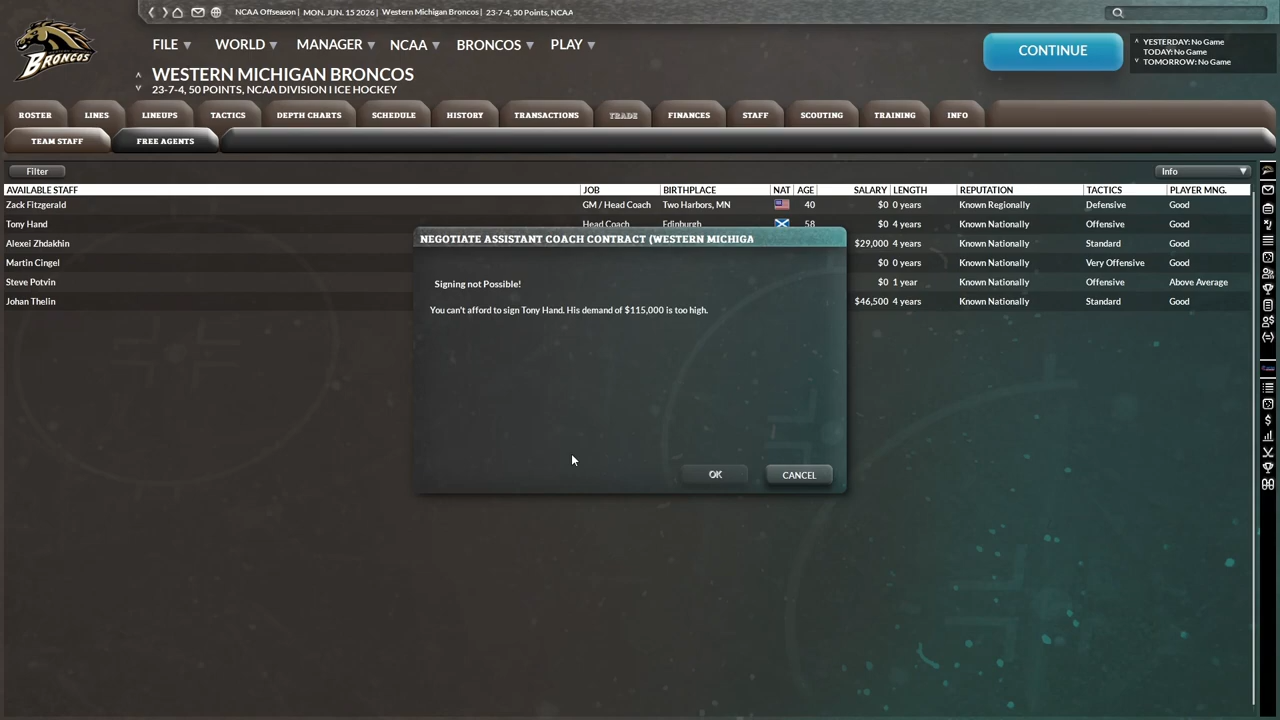 NCAA Offseason | MON. JUN. 15 2026 | Western Michigan Broncos | 23-7-4, 50 Points, NCAA
BRONCOS
FILE WORLD MANAGER NCAA BRONCOS PLAY
CONTINUE
YESTERDAY: No Game
TODAY: No Game
TOMORROW: No Game
WESTERN MICHIGAN BRONCOS
23-7-4, 50 POINTS, NCAA DIVISION I ICE HOCKEY
ROSTER LINES LINEUPS TACTICS DEPTH CHARTS SCHEDULE HISTORY TRANSACTIONS TRADE FINANCES STAFF SCOUTING TRAINING INFO
TEAM STAFF FREE AGENTS
Filter Info
AVAILABLE STAFF JOB BIRTHPLACE NAT AGE SALARY LENGTH REPUTATION TACTICS PLAYER MNG.
Zack Fitzgerald GM / Head Coach Two Harbors, MN 40 $0 0 years Known Regionally Defensive Good
Tony Hand Head Coach Edinburgh 58 $0 4 years Known Nationally Offensive Good
Alexei Zhdakhin $29,000 4 years Known Nationally Standard Good
Martin Cingel $0 0 years Known Nationally Very Offensive Good
Steve Potvin $0 1 year Known Nationally Offensive Above Average
Johan Thelin $46,500 4 years Known Nationally Standard Good
NEGOTIATE ASSISTANT COACH CONTRACT (WESTERN MICHIGA
Signing not Possible!
You can't afford to sign Tony Hand. His demand of $115,000 is too high.
OK CANCEL